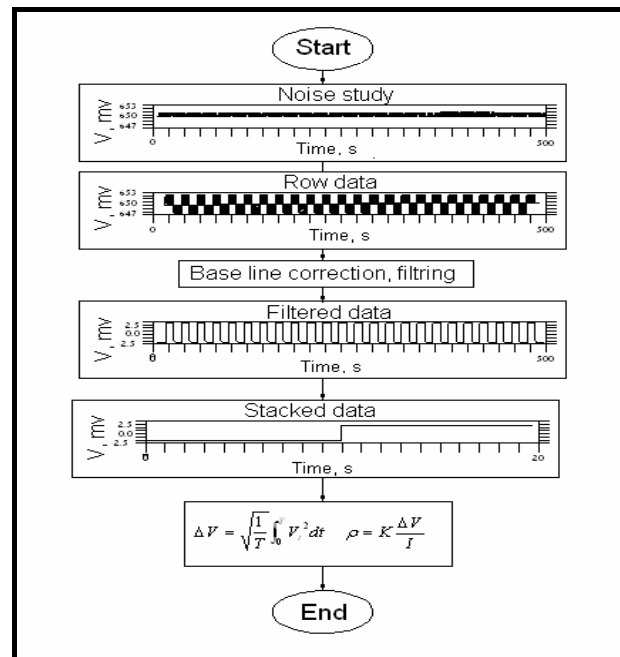 Start
Noise study
V, mv
653
650
647
0
500
Time, s
Row data
V, mv
653
650
647
0
500
Time, s
Base line correction, filtring
Filtered data
V, mv
2.5
0.0
2.5
0
500
Time, s
Stacked data
V, mv
2.5
0.0
2.5
0
20
Time, s
ΔV = √(1/T ∫₀ᵀ Vᵢ² dt) ρ = K ΔV/I
End